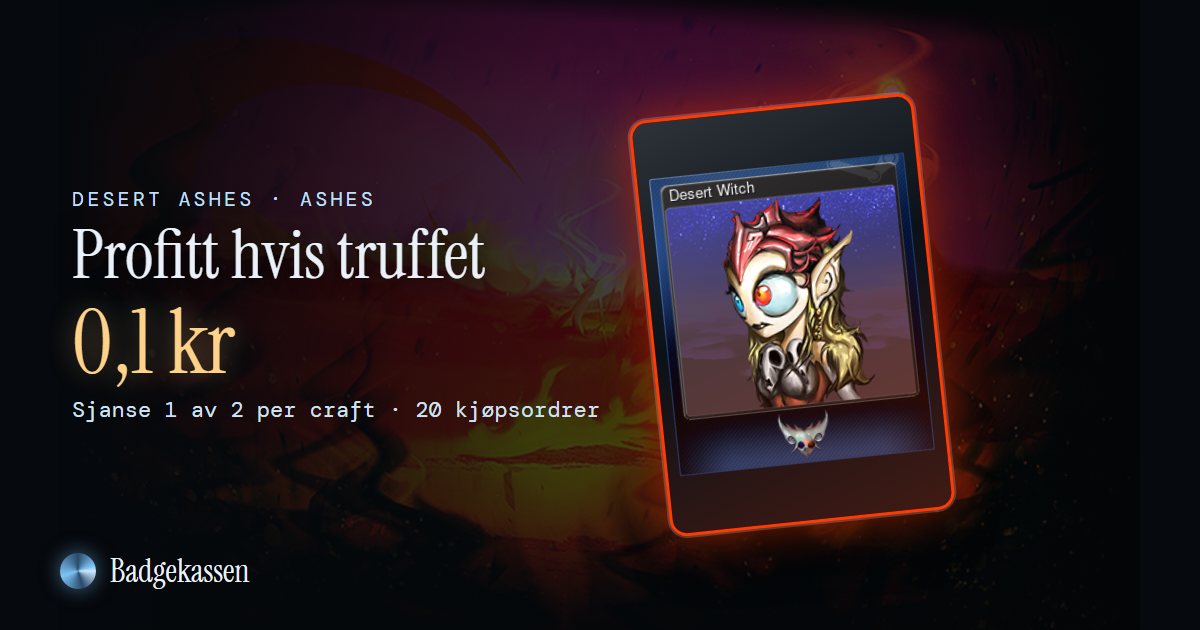 DESERT ASHES · ASHES
Profitt hvis truffet
0,1 kr
Sjanse 1 av 2 per craft · 20 kjøpsordrer
Desert Witch
Badgekassen